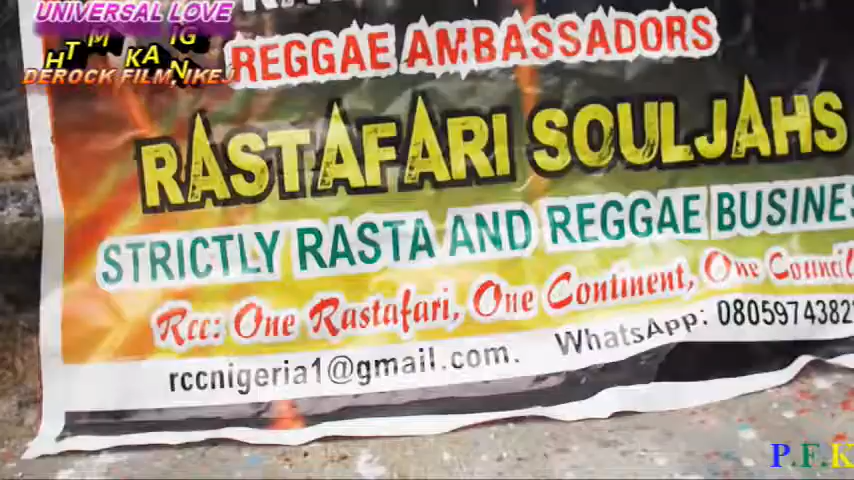 UNIVERSAL LOVE
DEROCK FILM, IKEJ
REGGAE AMBASSADORS
RASTAFARI SOULJAHS
STRICTLY RASTA AND REGGAE BUSINES
Rcc: One Rastafari, One Continent, One Council
rccnigeria1@gmail.com. WhatsApp: 0805974382
P.F.K